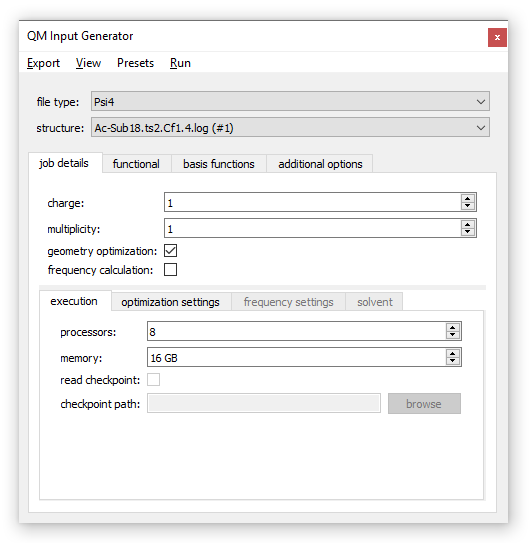 QM Input Generator
x
Export View Presets Run
file type: Psi4
structure: Ac-Sub18.ts2.Cf1.4.log (#1)
job details functional basis functions additional options
charge: 1
multiplicity: 1
geometry optimization:
frequency calculation:
execution optimization settings frequency settings solvent
processors: 8
memory: 16 GB
read checkpoint:
checkpoint path: browse